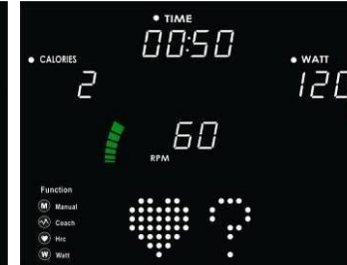 TIME
00:50
CALORIES
2
WATT
120
60
RPM
Function
M Manual
Coach
Hrc
W Watt
?